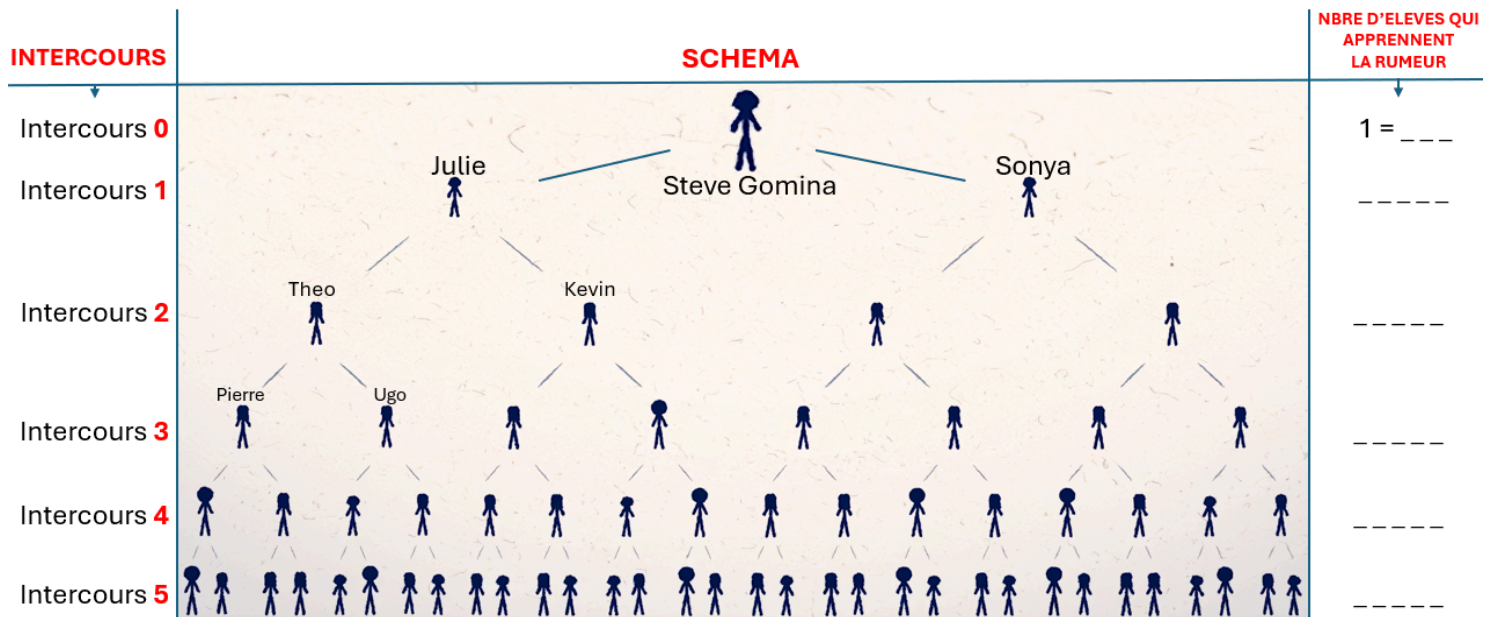 INTERCOURS
SCHEMA
NBRE D'ELEVES QUI
APPRENNENT
LA RUMEUR
Intercours 0
1 = _ _ _
Julie
Sonya
Intercours 1
Steve Gomina
_ _ _ _ _
Theo
Kevin
Intercours 2
_ _ _ _ _
Pierre
Ugo
Intercours 3
_ _ _ _ _
Intercours 4
_ _ _ _ _
Intercours 5
_ _ _ _ _